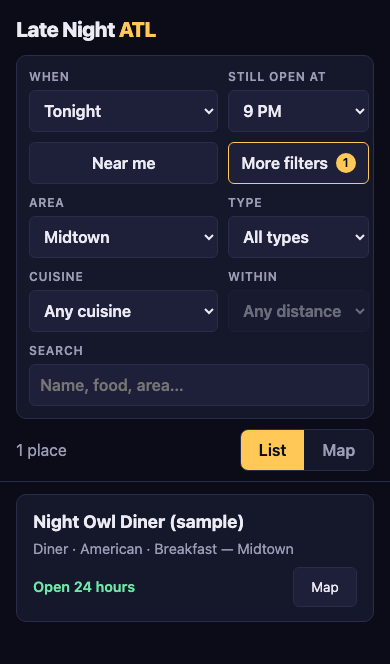 Late Night ATL
WHEN
STILL OPEN AT
Tonight
9 PM
Near me
More filters 1
AREA
TYPE
Midtown
All types
CUISINE
WITHIN
Any cuisine
Any distance
SEARCH
Name, food, area...
1 place
List
Map
Night Owl Diner (sample)
Diner · American · Breakfast — Midtown
Open 24 hours
Map